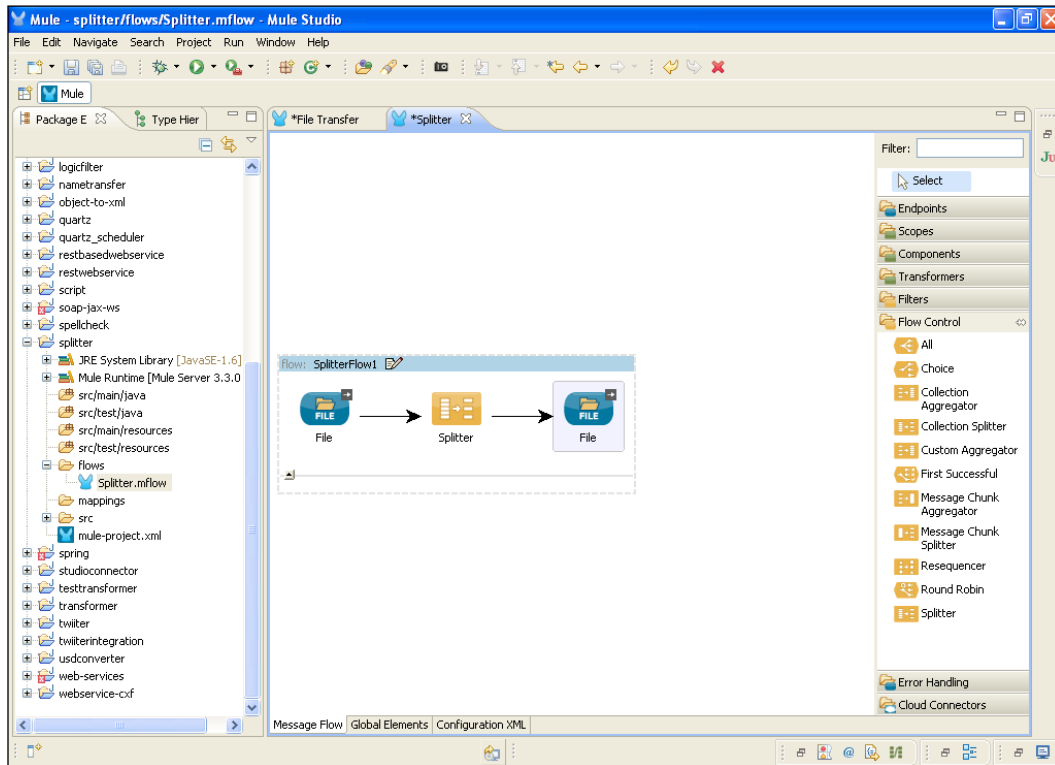 Mule - splitter/flows/Splitter.mflow - Mule Studio
File Edit Navigate Search Project Run Window Help
Mule
Package E
Type Hier
logicfilter
nametransfer
object-to-xml
quartz
quartz_scheduler
restbasedwebservice
restwebservice
script
soap-jax-ws
spellcheck
splitter
JRE System Library [JavaSE-1.6]
Mule Runtime [Mule Server 3.3.0
src/main/java
src/test/java
src/main/resources
src/test/resources
flows
Splitter.mflow
mappings
src
mule-project.xml
spring
studioconnector
testtransformer
transformer
twiiter
twiiterintegration
usdconverter
web-services
webservice-cxf
*File Transfer
*Splitter
flow: SplitterFlow1
FILE
File
Splitter
FILE
File
Message Flow Global Elements Configuration XML
Filter:
Select
Endpoints
Scopes
Components
Transformers
Filters
Flow Control
All
Choice
Collection
Aggregator
Collection Splitter
Custom Aggregator
First Successful
Message Chunk
Aggregator
Message Chunk
Splitter
Resequencer
Round Robin
Splitter
Error Handling
Cloud Connectors
Ju